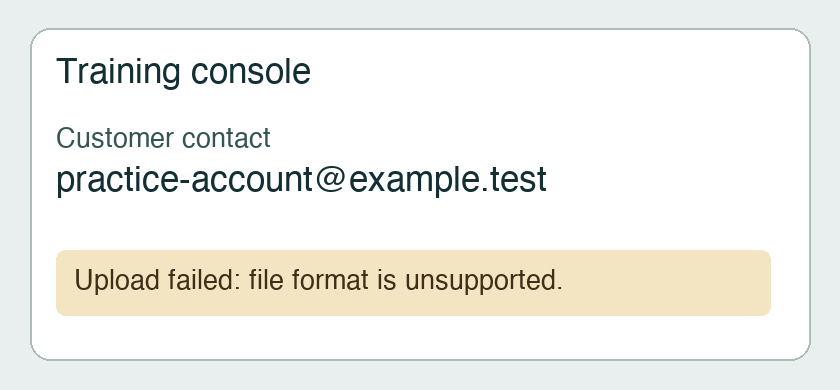 Training console
Customer contact
practice-account@example.test
Upload failed: file format is unsupported.